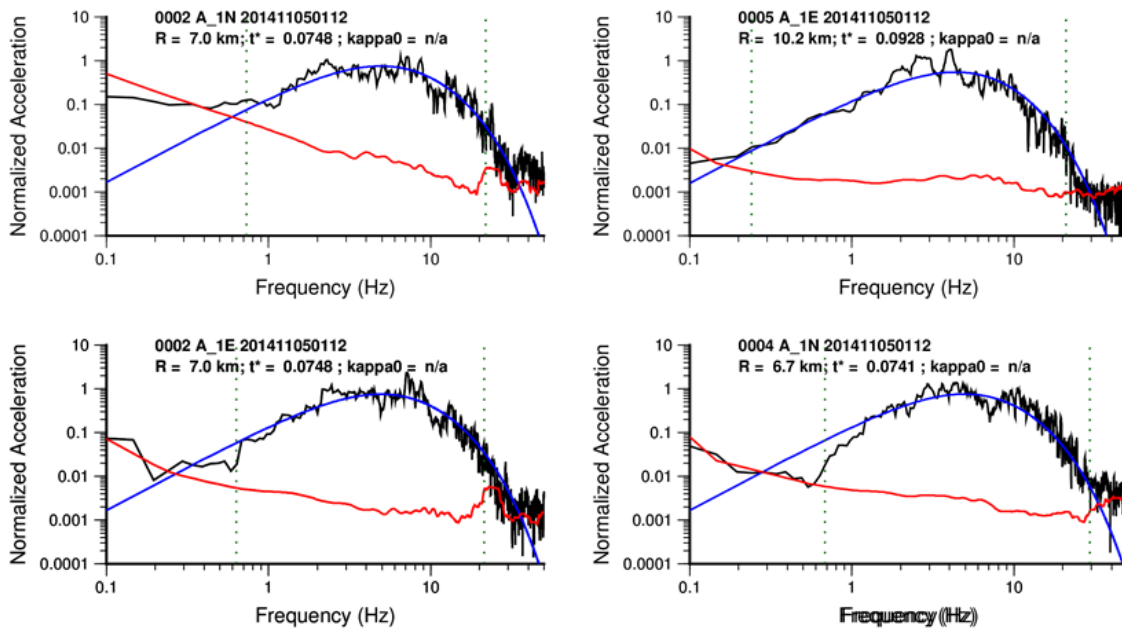 0002 A_1N 201411050112
R = 7.0 km; t* = 0.0748 ; kappa0 = n/a
Normalized Acceleration
10
1
0.1
0.01
0.001
0.0001
0.1
1
10
Frequency (Hz)
0005 A_1E 201411050112
R = 10.2 km; t* = 0.0928 ; kappa0 = n/a
Normalized Acceleration
10
1
0.1
0.01
0.001
0.0001
0.1
1
10
Frequency (Hz)
0002 A_1E 201411050112
R = 7.0 km; t* = 0.0748 ; kappa0 = n/a
Normalized Acceleration
10
1
0.1
0.01
0.001
0.0001
0.1
1
10
Frequency (Hz)
0004 A_1N 201411050112
R = 6.7 km; t* = 0.0741 ; kappa0 = n/a
Normalized Acceleration
10
1
0.1
0.01
0.001
0.0001
0.1
1
10
Frequency (Hz)